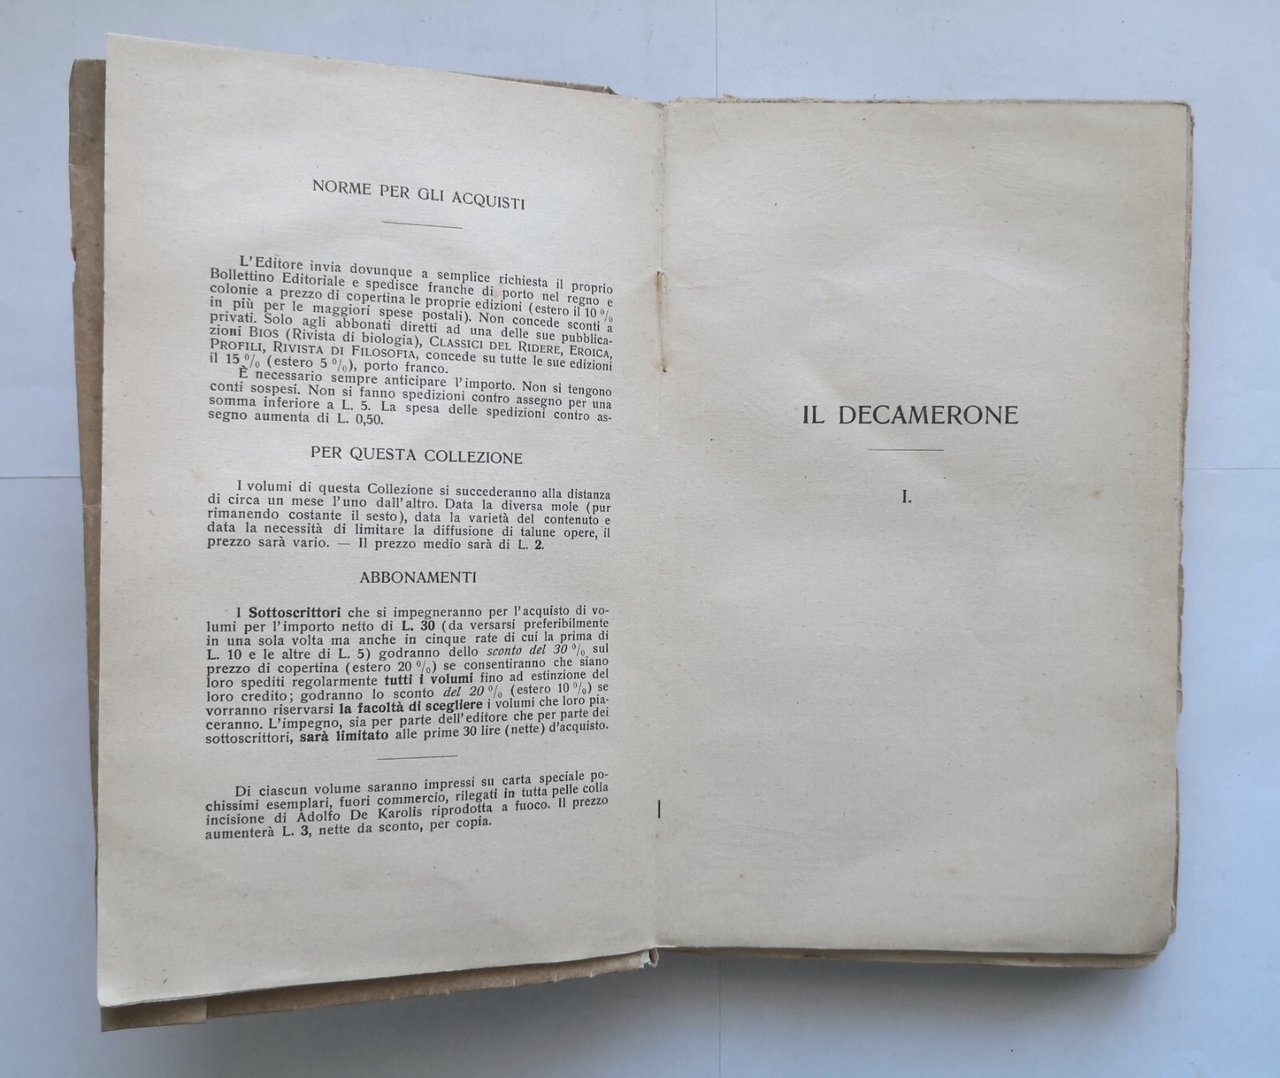 NORME PER GLI ACQUISTI
L'Editore invia dovunque a semplice richiesta il proprio
Bollettino Editoriale e spedisce franche di porto nel regno e
colonie a prezzo di copertina le proprie edizioni (estero il 10 %
in più per le maggiori spese postali). Non concede sconti a
privati. Solo agli abbonati diretti ad una delle sue pubblica-
zioni BIOS (Rivista di biologia), CLASSICI DEL RIDERE, EROICA,
PROFILI, RIVISTA DI FILOSOFIA, concede su tutte le sue edizioni
il 15 % (estero 5 %), porto franco.
È necessario sempre anticipare l'importo. Non si tengono
conti sospesi. Non si fanno spedizioni contro assegno per una
somma inferiore a L. 5. La spesa delle spedizioni contro as-
segno aumenta di L. 0,50.
PER QUESTA COLLEZIONE
I volumi di questa Collezione si succederanno alla distanza
di circa un mese l'uno dall'altro. Data la diversa mole (pur
rimanendo costante il sesto), data la varietà del contenuto e
data la necessità di limitare la diffusione di talune opere, il
prezzo sarà vario. — Il prezzo medio sarà di L. 2.
ABBONAMENTI
I Sottoscrittori che si impegneranno per l'acquisto di vo-
lumi per l'importo netto di L. 30 (da versarsi preferibilmente
in una sola volta ma anche in cinque rate di cui la prima di
L. 10 e le altre di L. 5) godranno dello sconto del 30 % sul
prezzo di copertina (estero 20 %) se consentiranno che siano
loro spediti regolarmente tutti i volumi fino ad estinzione del
loro credito; godranno lo sconto del 20 % (estero 10 %) se
vorranno riservarsi la facoltà di scegliere i volumi che loro pia-
ceranno. L'impegno, sia per parte dell'editore che per parte dei
sottoscrittori, sarà limitato alle prime 30 lire (nette) d'acquisto.
Di ciascun volume saranno impressi su carta speciale po-
chissimi esemplari, fuori commercio, rilegati in tutta pelle colla
incisione di Adolfo De Karolis riprodotta a fuoco. Il prezzo
aumenterà L. 3, nette da sconto, per copia.
IL DECAMERONE
I.